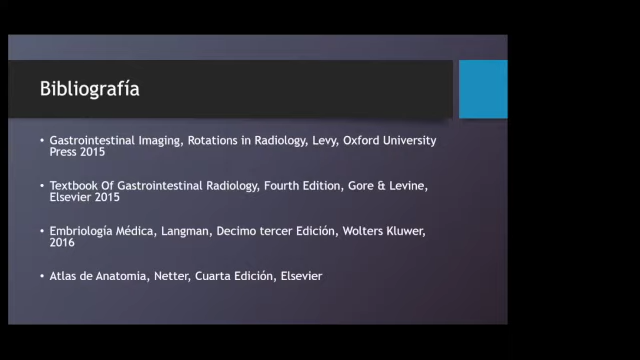 Bibliografía
• Gastrointestinal Imaging, Rotations in Radiology, Levy, Oxford University
Press 2015
• Textbook Of Gastrointestinal Radiology, Fourth Edition, Gore & Levine,
Elsevier 2015
• Embriología Médica, Langman, Decimo tercer Edición, Wolters Kluwer,
2016
• Atlas de Anatomia, Netter, Cuarta Edición, Elsevier